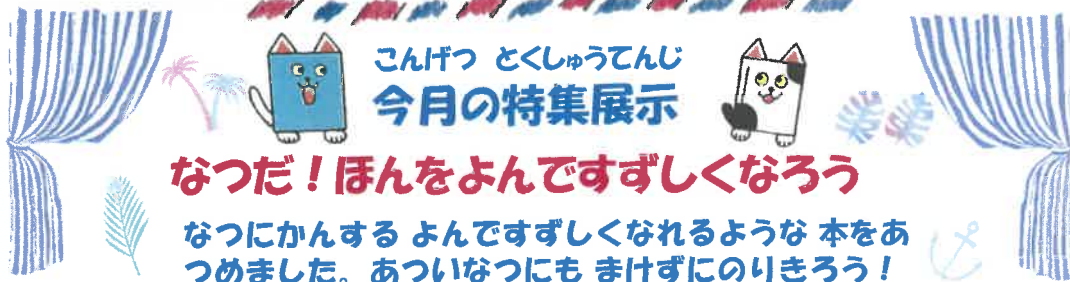 こんげつ とくしゅうてんじ
今月の特集展示
なつだ！ほんをよんですずしくなろう
なつにかんする よんですずしくなれるような 本をあ
つめました。あついなつにも まけずにのりきろう！